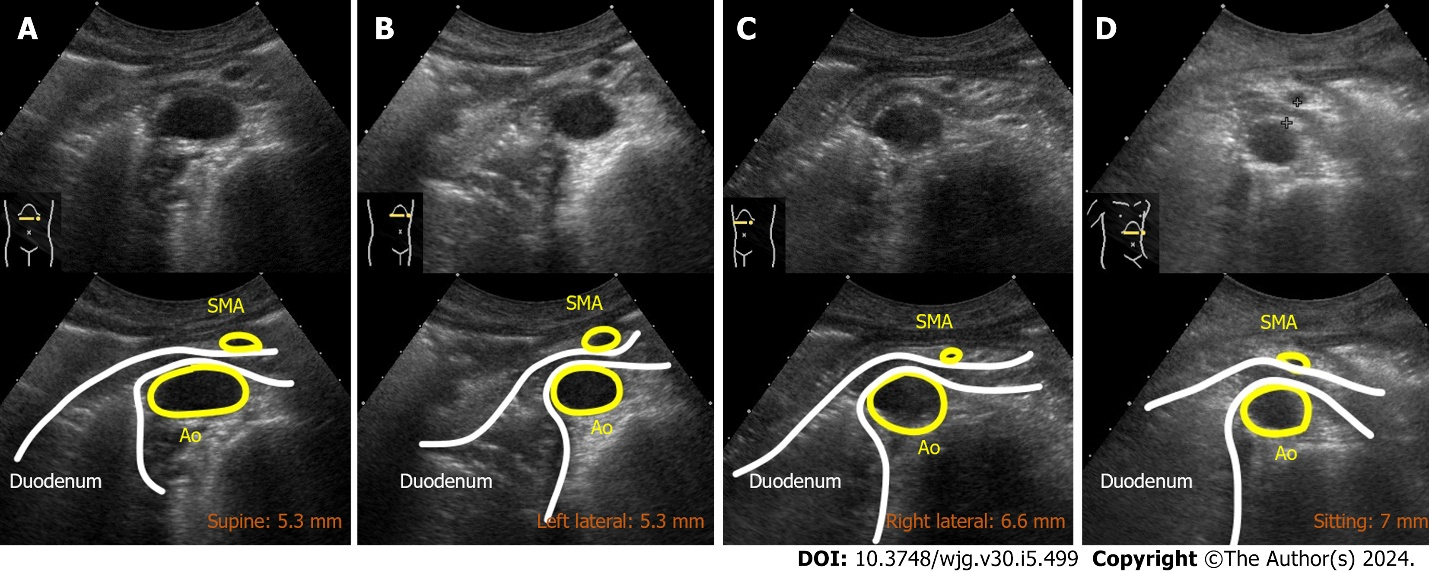 A
B
C
D
SMA
Ao
Duodenum
Supine: 5.3 mm
SMA
Ao
Duodenum
Left lateral: 5.3 mm
SMA
Ao
Duodenum
Right lateral: 6.6 mm
SMA
Ao
Duodenum
Sitting: 7 mm
DOI: 10.3748/wjg.v30.i5.499 Copyright ©The Author(s) 2024.